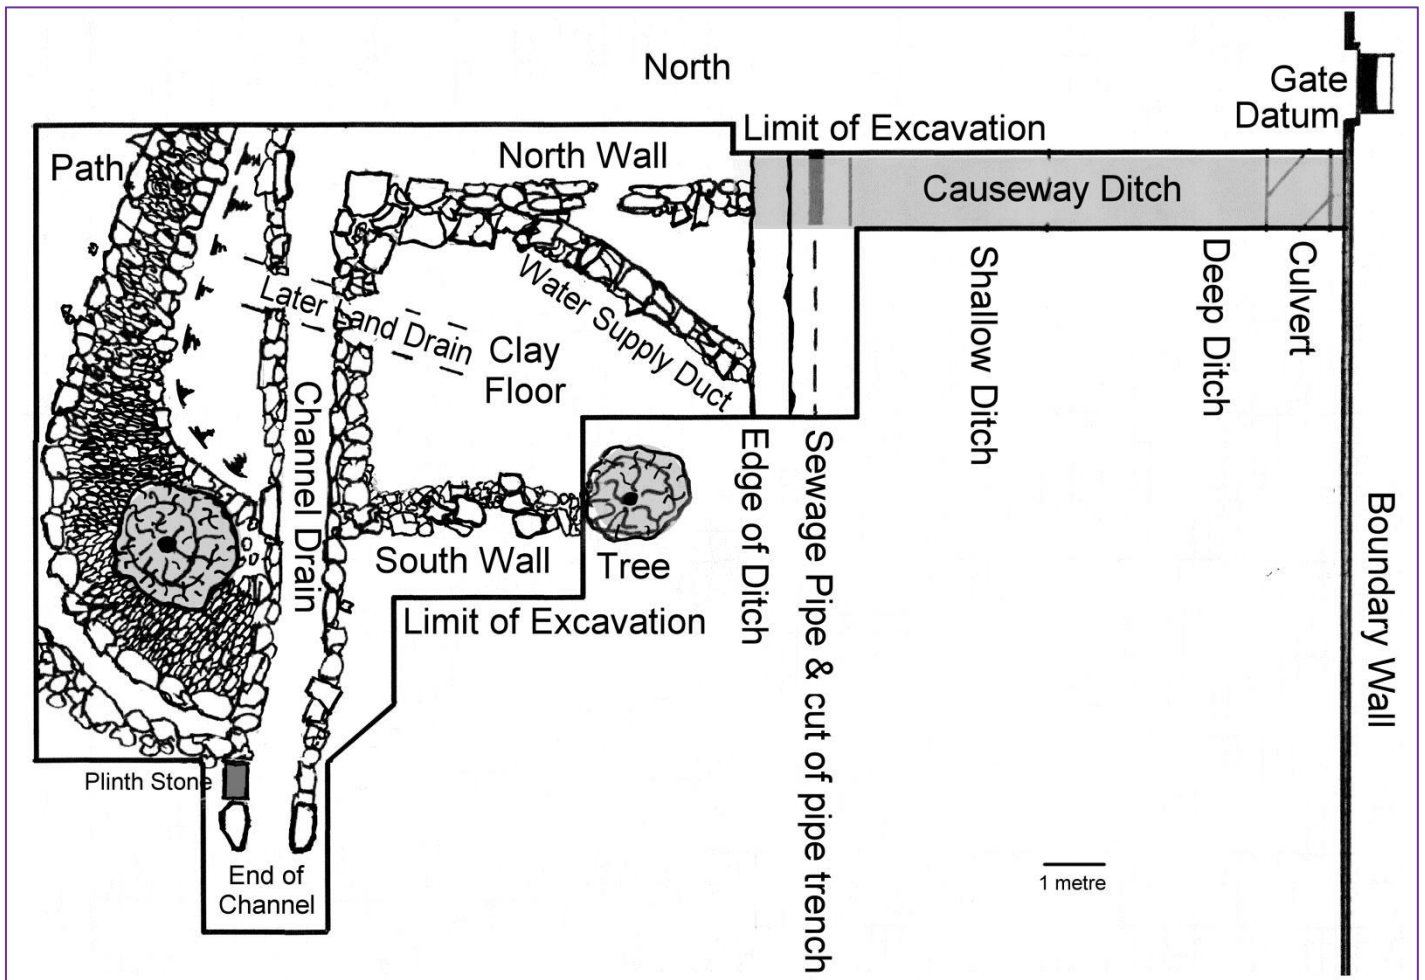 North
Gate
Datum
Limit of Excavation
Path
North Wall
Causeway Ditch
Water Supply Duct
Later Land Drain
Clay
Floor
Channel Drain
Shallow Ditch
Deep Ditch
Culvert
South Wall
Tree
Edge of Ditch
Sewage Pipe & cut of pipe trench
Boundary Wall
Limit of Excavation
Plinth Stone
End of
Channel
1 metre